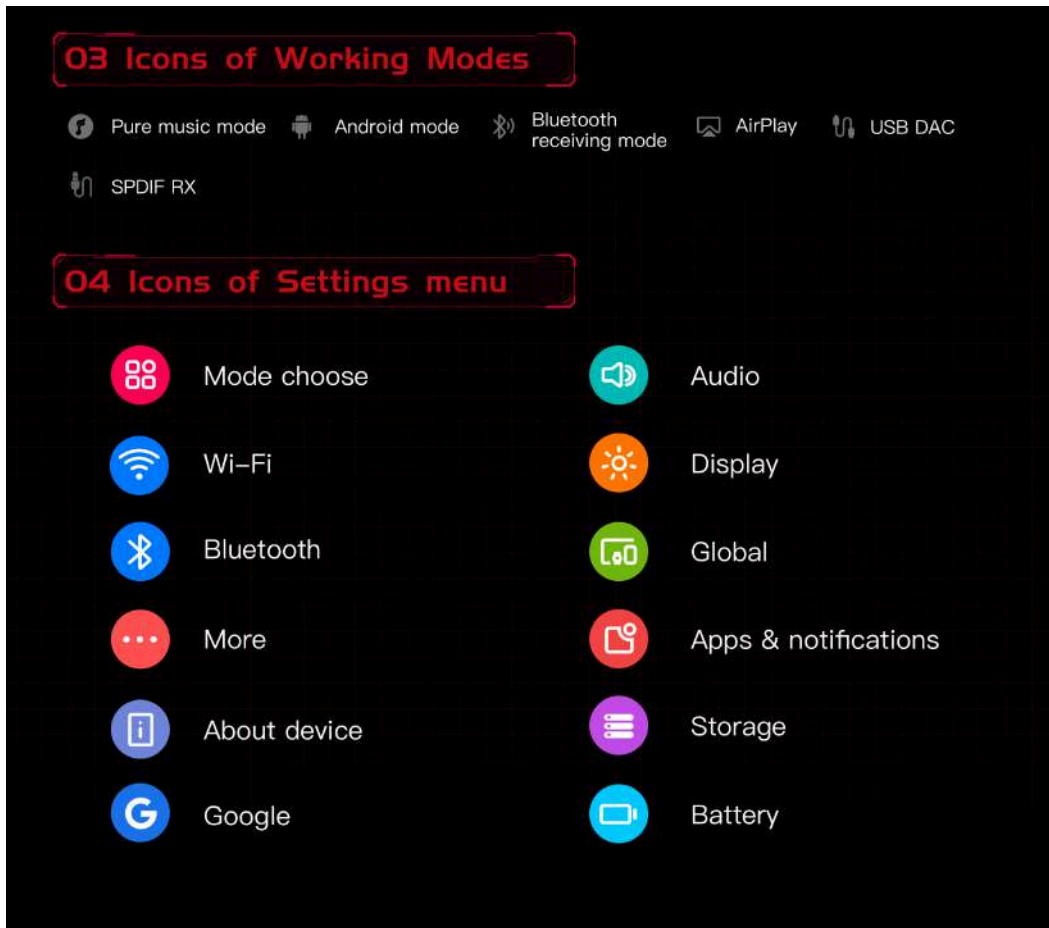 03 Icons of Working Modes
Pure music mode
Android mode
Bluetooth
receiving mode
AirPlay
USB DAC
SPDIF RX
04 Icons of Settings menu
Mode choose
Audio
Wi-Fi
Display
Bluetooth
Global
More
Apps & notifications
About device
Storage
Google
Battery